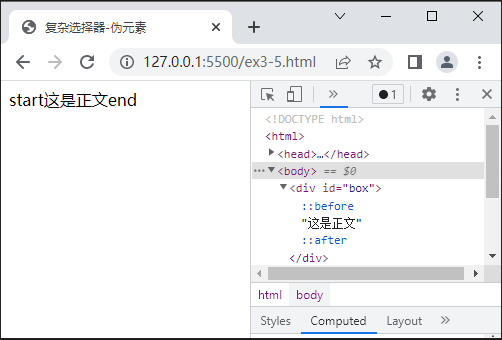 复杂选择器-伪元素
127.0.0.1:5500/ex3-5.html
start这是正文end
1
<!DOCTYPE html>
<html>
<head>…</head>
<body> == $0
<div id="box">
::before
"这是正文"
::after
</div>
html body
Styles Computed Layout